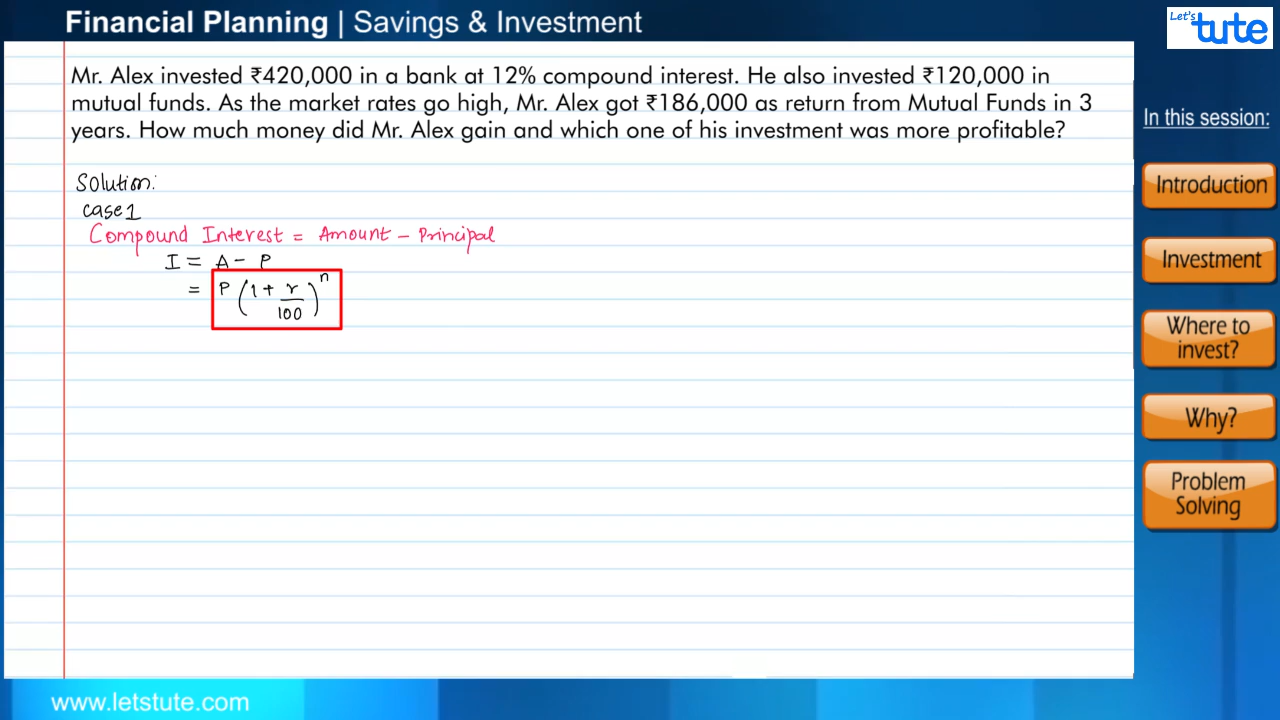 Financial Planning | Savings & Investment
Let's tute
Mr. Alex invested ₹420,000 in a bank at 12% compound interest. He also invested ₹120,000 in
mutual funds. As the market rates go high, Mr. Alex got ₹186,000 as return from Mutual Funds in 3
years. How much money did Mr. Alex gain and which one of his investment was more profitable?
Solution:
case 1
Compound Interest = Amount - Principal
I = A - P
= P (1 + r/100)^n
In this session:
Introduction
Investment
Where to
invest?
Why?
Problem
Solving
www.letstute.com